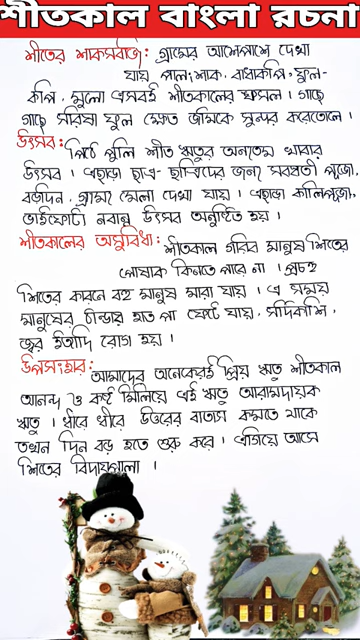 শীতকাল বাংলা রচনা
শীতের শাকসবজি: গ্রামের আশেপাশে দেখা
যায় পালংশাক, বাধাকপি, ফুল-
কপি, মুলো এসবই শীতকালের ফসল। গাছে
গাছে সরিষা ফুল ক্ষেত জমিকে সুন্দর করেতোলে।
উৎসব: পিঠে পুলি শীত ঋতুর অন্যতম খাবার
উৎসব। এছাড়া ছাত্র-ছাত্রীদের জন্য সরস্বতী পুজো,
বড়দিন, গ্রামে মেলা দেখা যায়। এছাড়া কালিপুজো,
ভাইফোটা নবান্ন উৎসব অনুষ্ঠিত হয়।
শীতকালের অসুবিধা: শীতকাল গরিব মানুষ শীতের
পোষাক কিনতে পারে না। প্রচণ্ড
শীতের কারনে বহু মানুষ মারা যায়। এ সময়
মানুষের ঠান্ডায় হাত পা ফেটে যায়, সর্দিকাশি,
জ্বর ইত্যাদি রোগ হয়।
উপসংহার: আমাদের অনেকেরই প্রিয় ঋতু শীতকাল
আনন্দ ও কষ্ট মিলিয়ে এই ঋতু আরামদায়ক
ঋতু। ধীরে ধীরে উত্তরের বাতাস কমতে থাকে
তখন দিন বড় হতে শুরু করে। এগিয়ে আসে
শীতের বিদায়পালা।